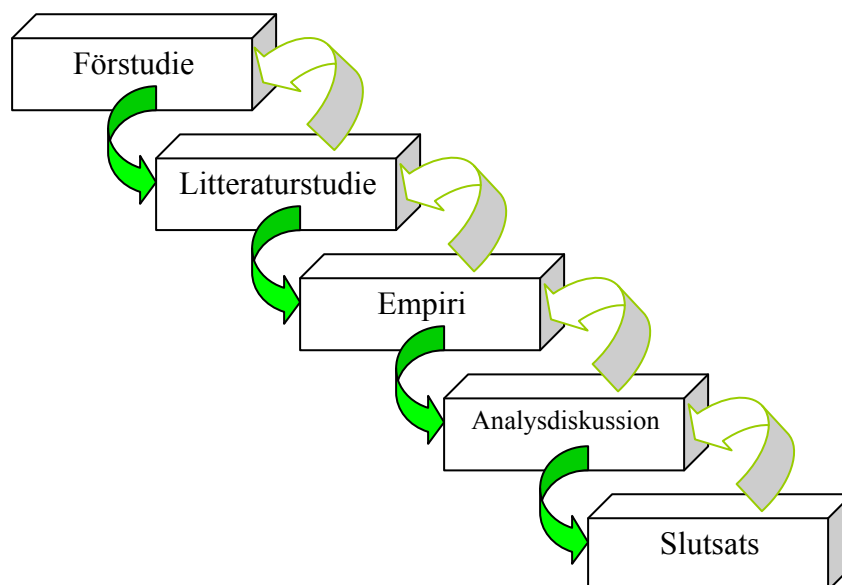 Förstudie
Litteraturstudie
Empiri
Analysdiskussion
Slutsats